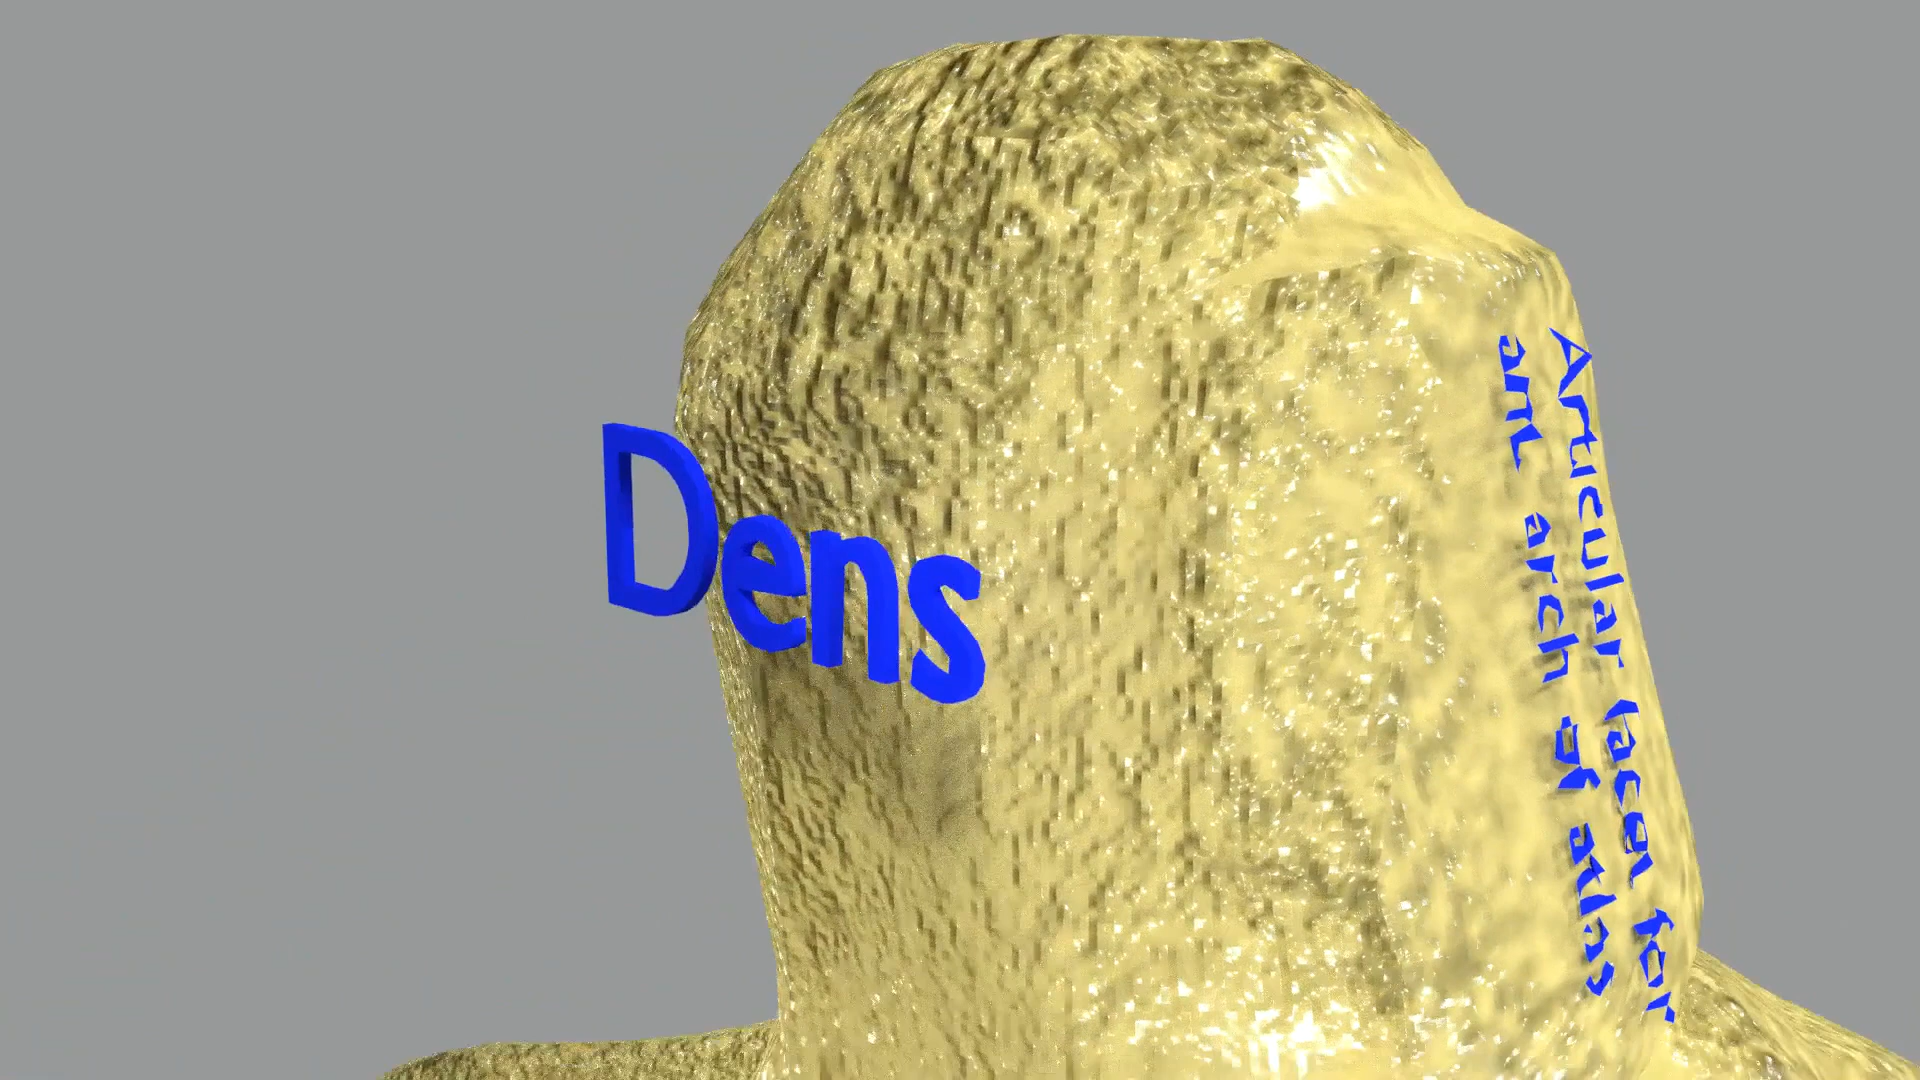 Dens
Articular facet for
ant. arch of atlas